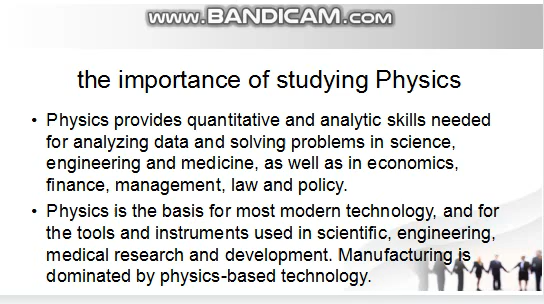 www.BANDICAM.com
the importance of studying Physics
• Physics provides quantitative and analytic skills needed
for analyzing data and solving problems in science,
engineering and medicine, as well as in economics,
finance, management, law and policy.
• Physics is the basis for most modern technology, and for
the tools and instruments used in scientific, engineering,
medical research and development. Manufacturing is
dominated by physics-based technology.